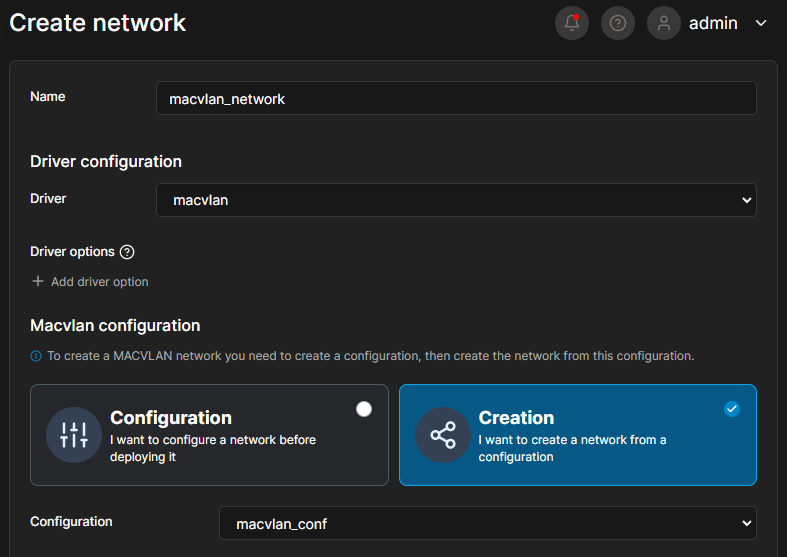 Create network
admin
Name
macvlan_network
Driver configuration
Driver
macvlan
Driver options
Add driver option
Macvlan configuration
To create a MACVLAN network you need to create a configuration, then create the network from this configuration.
Configuration
I want to configure a network before
deploying it
Creation
I want to create a network from a
configuration
Configuration
macvlan_conf